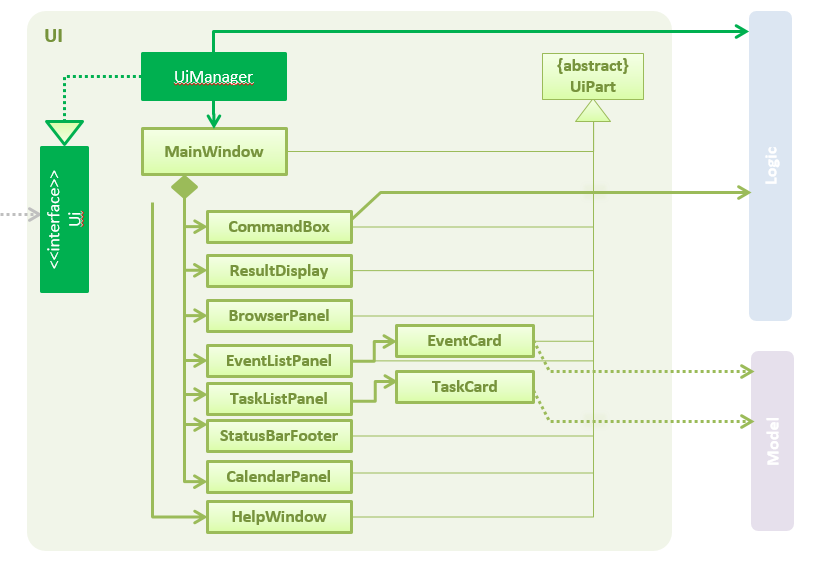 UI
UiManager
{abstract}
UiPart
MainWindow
<<interface>>
Ui
Logic
CommandBox
ResultDisplay
BrowserPanel
EventListPanel
EventCard
TaskListPanel
TaskCard
StatusBarFooter
CalendarPanel
HelpWindow
Model